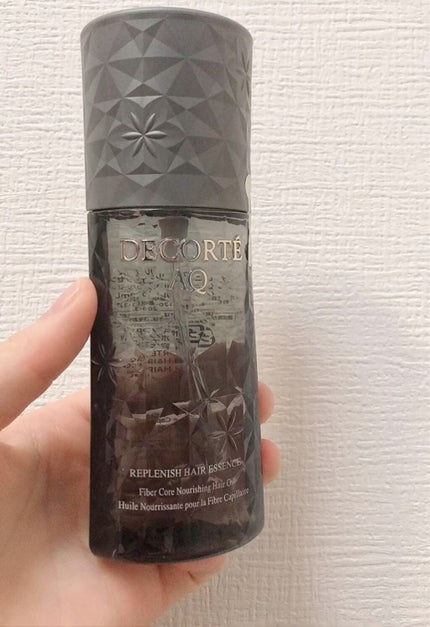 DECORTÉ
AQ
REPLENISH HAIR ESSENCE
Fiber Core Nourishing Hair Oil
Huile Nourrissante pour la Fibre Capillaire